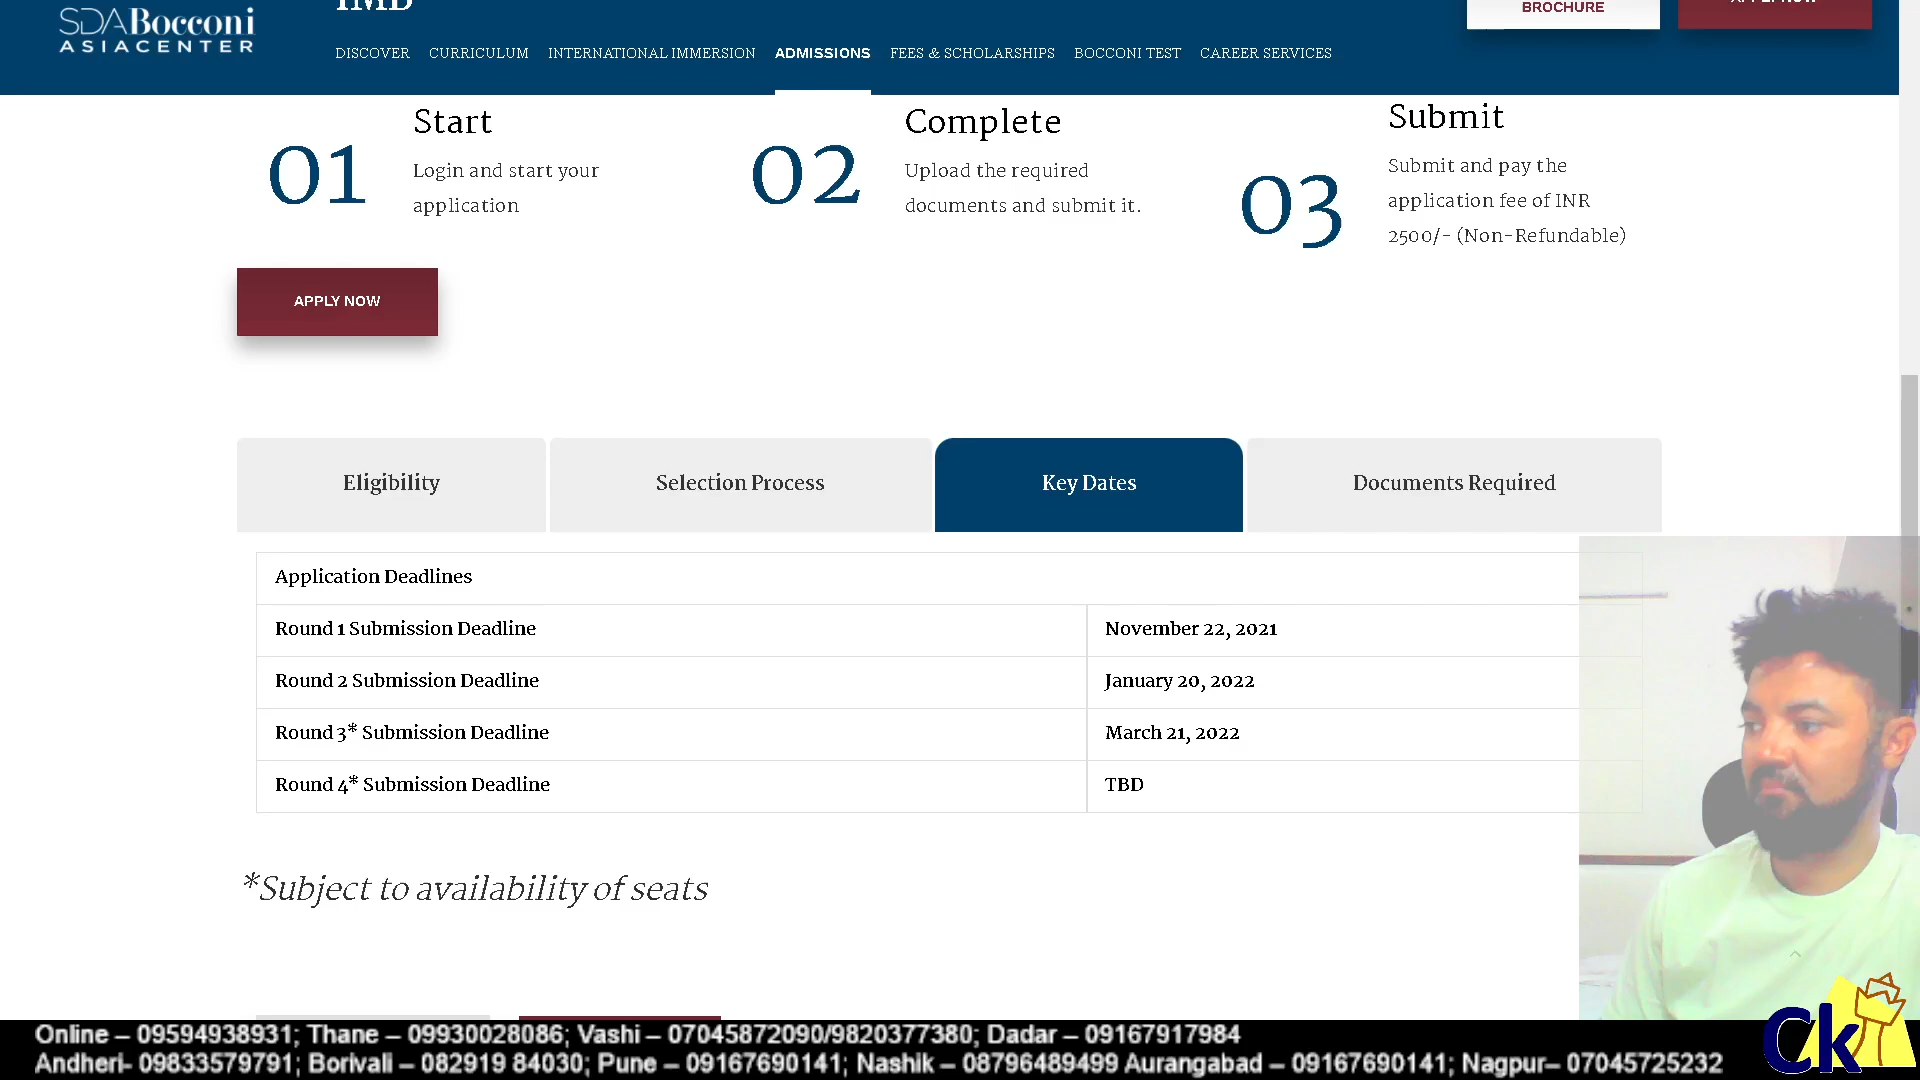 SDABocconi
ASIACENTER
IMB
DISCOVER CURRICULUM INTERNATIONAL IMMERSION ADMISSIONS FEES & SCHOLARSHIPS BOCCONI TEST CAREER SERVICES
BROCHURE
APPLY NOW
01
Start
Login and start your
application
02
Complete
Upload the required
documents and submit it.
03
Submit
Submit and pay the
application fee of INR
2500/- (Non-Refundable)
APPLY NOW
Eligibility
Selection Process
Key Dates
Documents Required
Application Deadlines
Round 1 Submission Deadline November 22, 2021
Round 2 Submission Deadline January 20, 2022
Round 3* Submission Deadline March 21, 2022
Round 4* Submission Deadline TBD
*Subject to availability of seats
Online – 09594938931; Thane – 09930028086; Vashi – 07045872090/9820377380; Dadar – 09167917984
Andheri- 09833579791; Borivali – 082919 84030; Pune – 09167690141; Nashik – 08796489499 Aurangabad – 09167690141; Nagpur– 07045725232
Ck